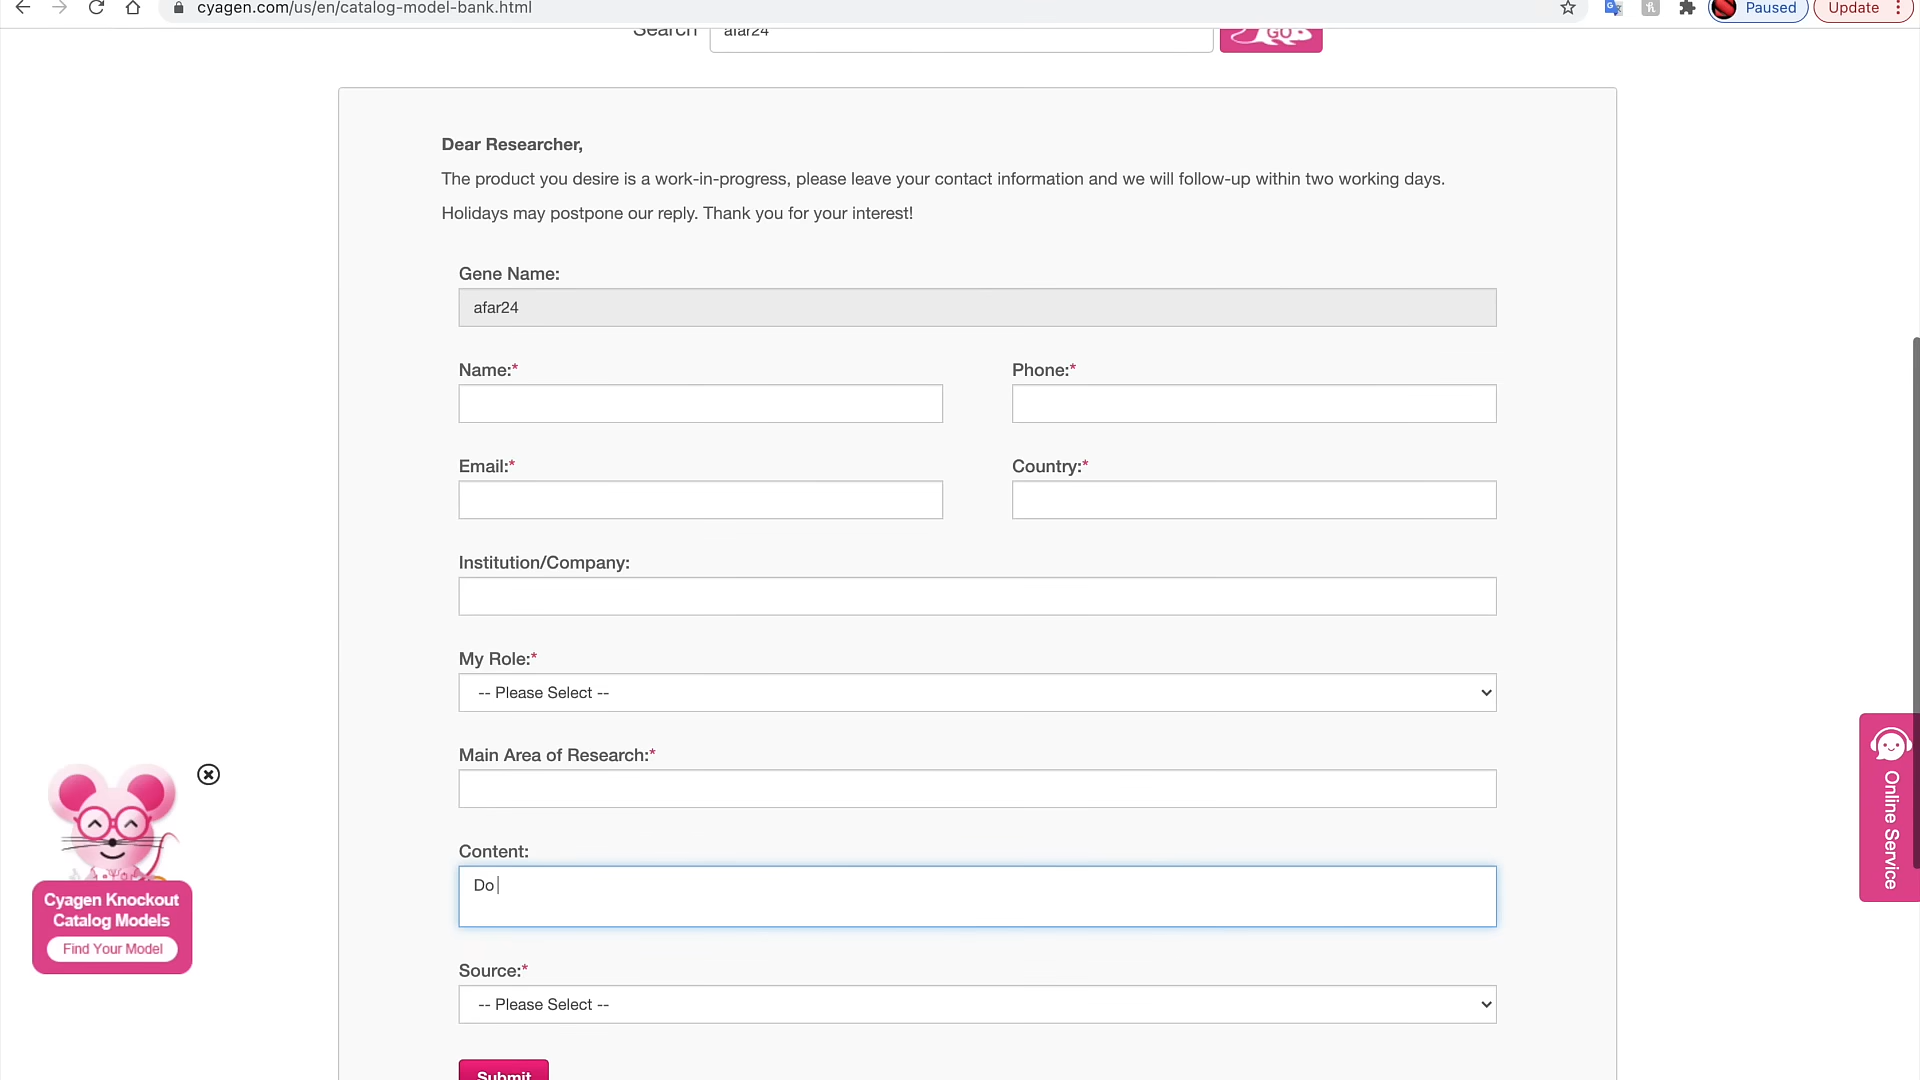 cyagen.com/us/en/catalog-model-bank.html
Paused
Update
Search
afar24
GO
Dear Researcher,
The product you desire is a work-in-progress, please leave your contact information and we will follow-up within two working days.
Holidays may postpone our reply. Thank you for your interest!
Gene Name:
afar24
Name:*
Phone:*
Email:*
Country:*
Institution/Company:
My Role:*
-- Please Select --
Main Area of Research:*
Content:
Do
Source:*
-- Please Select --
Submit
Cyagen Knockout
Catalog Models
Find Your Model
Online Service